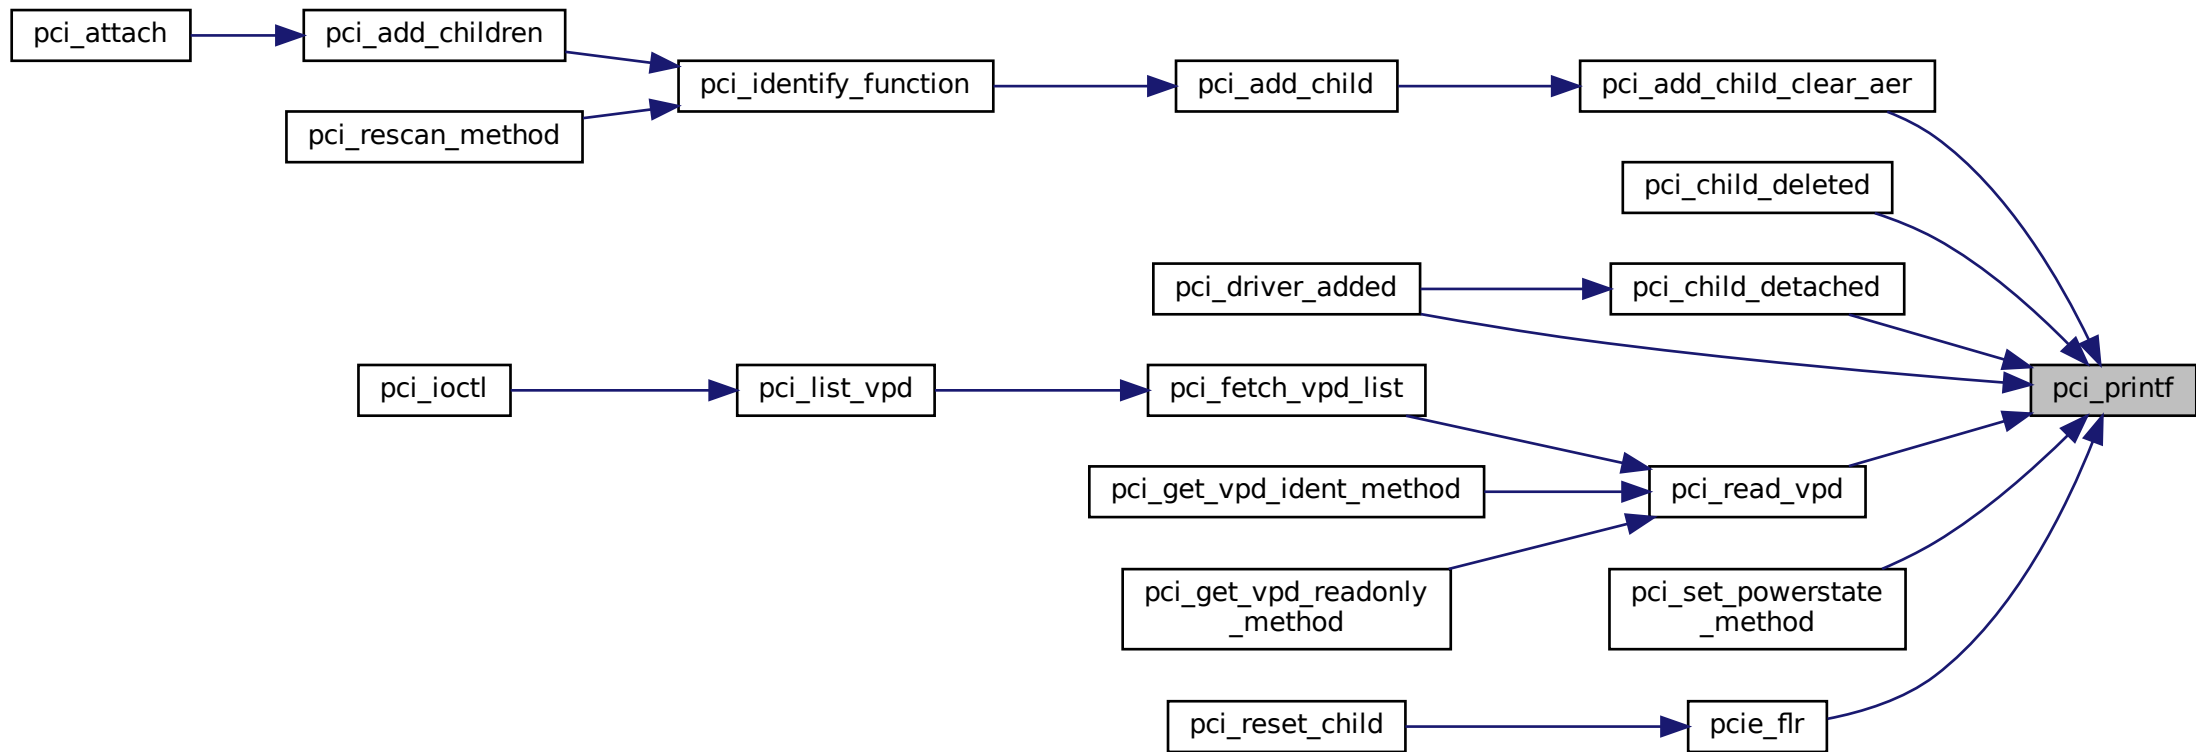 pci_attach
pci_add_children
pci_identify_function
pci_add_child
pci_add_child_clear_aer
pci_rescan_method
pci_child_deleted
pci_driver_added
pci_child_detached
pci_ioctl
pci_list_vpd
pci_fetch_vpd_list
pci_printf
pci_get_vpd_ident_method
pci_read_vpd
pci_get_vpd_readonly
_method
pci_set_powerstate
_method
pci_reset_child
pcie_flr